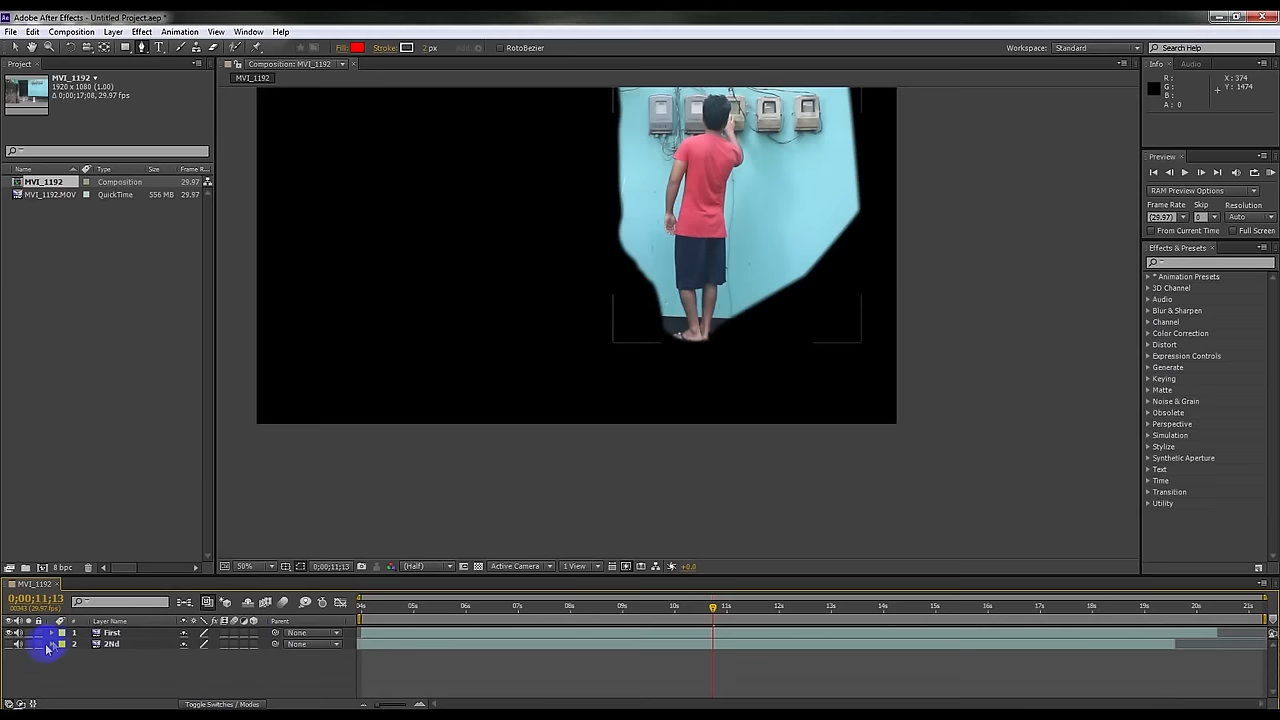 Adobe After Effects - Untitled Project.aep *
File Edit Composition Layer Effect Animation View Window Help
Fill: Stroke: 2 px Add: RotoBezier Workspace: Standard Search Help
Project Composition: MVI_1192 Info Audio
MVI_1192
1920 x 1080 (1.00)
Δ 0;00;17;08, 29.97 fps
MVI_1192
R: X: 374
G: Y: 1474
B:
A: 0
Preview
RAM Preview Options
Frame Rate Skip Resolution
(29.97) 0 Auto
From Current Time Full Screen
Name Type Size Frame R...
MVI_1192 Composition 29.97
MVI_1192.MOV QuickTime 556 MB 29.97
Effects & Presets
* Animation Presets
3D Channel
Audio
Blur & Sharpen
Channel
Color Correction
Distort
Expression Controls
Generate
Keying
Matte
Noise & Grain
Obsolete
Perspective
Simulation
Stylize
Synthetic Aperture
Text
Time
Transition
Utility
8 bpc 50% 0;00;11;13 (Half) Active Camera 1 View +0.0
MVI_1192
0;00;11;13
00343 (29.97 fps)
04s 05s 06s 07s 08s 09s 10s 11s 12s 13s 14s 15s 16s 17s 18s 19s 20s 21s
# Layer Name Parent
1 First None
2 2Nd None
Toggle Switches / Modes